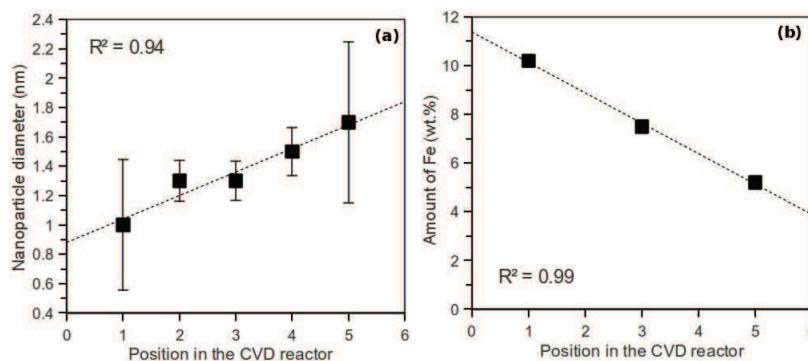 (a)
R² = 0.94
Nanoparticle diameter (nm)
2.4
2.2
2
1.8
1.6
1.4
1.2
1
0.8
0.6
0.4
0 1 2 3 4 5 6
Position in the CVD reactor
(b)
R² = 0.99
Amount of Fe (wt.%)
12
10
8
6
4
2
0
0 1 2 3 4 5
Position in the CVD reactor